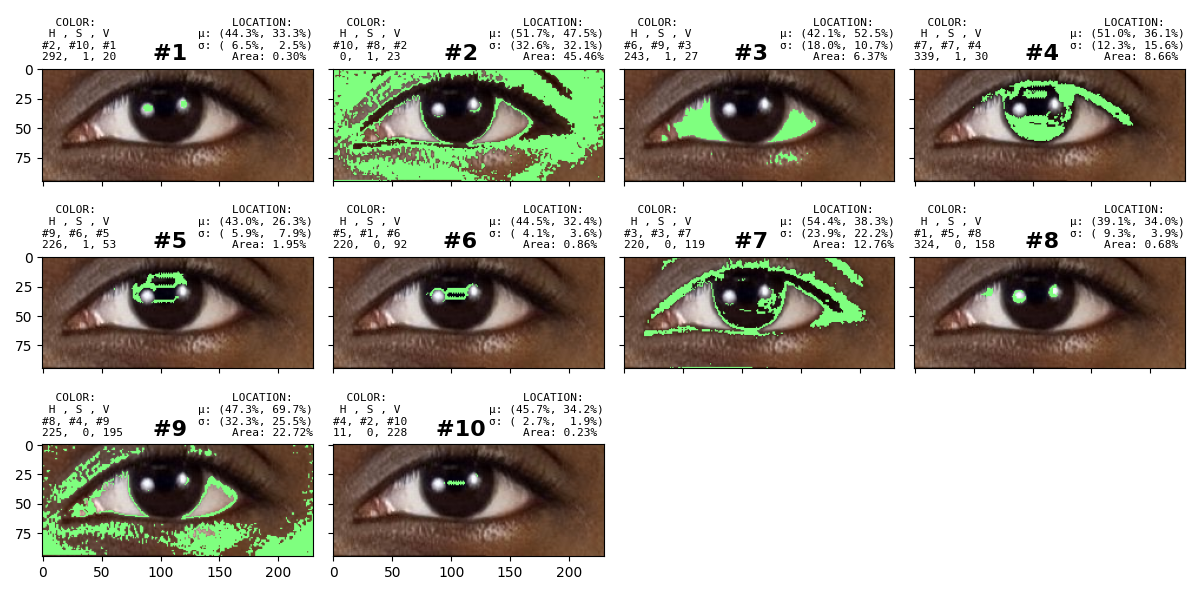 COLOR: LOCATION: COLOR: LOCATION: COLOR: LOCATION: COLOR: LOCATION:
H , S , V μ: (44.3%, 33.3%) H , S , V μ: (51.7%, 47.5%) H , S , V μ: (42.1%, 52.5%) H , S , V μ: (51.0%, 36.1%)
#2, #10, #1 σ: ( 6.5%, 2.5%) #10, #8, #2 σ: (32.6%, 32.1%) #6, #9, #3 σ: (18.0%, 10.7%) #7, #7, #4 σ: (12.3%, 15.6%)
292, 1, 20 #1 Area: 0.30% 0, 1, 23 #2 Area: 45.46% 243, 1, 27 #3 Area: 6.37% 339, 1, 30 #4 Area: 8.66%
0
25
50
75
COLOR: LOCATION: COLOR: LOCATION: COLOR: LOCATION: COLOR: LOCATION:
H , S , V μ: (43.0%, 26.3%) H , S , V μ: (44.5%, 32.4%) H , S , V μ: (54.4%, 38.3%) H , S , V μ: (39.1%, 34.0%)
#9, #6, #5 σ: ( 5.9%, 7.9%) #5, #1, #6 σ: ( 4.1%, 3.6%) #3, #3, #7 σ: (23.9%, 22.2%) #1, #5, #8 σ: ( 9.3%, 3.9%)
226, 1, 53 #5 Area: 1.95% 220, 0, 92 #6 Area: 0.86% 220, 0, 119 #7 Area: 12.76% 324, 0, 158 #8 Area: 0.68%
0
25
50
75
COLOR: LOCATION: COLOR: LOCATION:
H , S , V μ: (47.3%, 69.7%) H , S , V μ: (45.7%, 34.2%)
#8, #4, #9 σ: (32.3%, 25.5%) #4, #2, #10 σ: ( 2.7%, 1.9%)
225, 0, 195 #9 Area: 22.72% 11, 0, 228 #10 Area: 0.23%
0
25
50
75
0 50 100 150 200 0 50 100 150 200